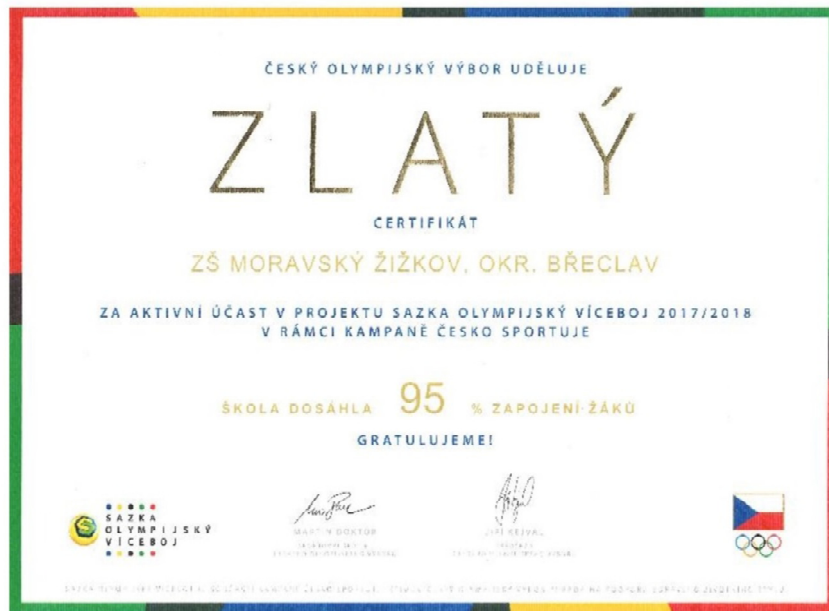 ČESKÝ OLYMPIJSKÝ VÝBOR UDĚLUJE
ZLATÝ
CERTIFIKÁT
ZŠ MORAVSKÝ ŽIŽKOV, OKR. BŘECLAV
ZA AKTIVNÍ ÚČAST V PROJEKTU SAZKA OLYMPIJSKÝ VÍCEBOJ 2017/2018
V RÁMCI KAMPANĚ ČESKO SPORTUJE
ŠKOLA DOSÁHLA 95 % ZAPOJENÍ ŽÁKŮ
GRATULUJEME!
SAZKA
OLYMPIJSKÝ
VÍCEBOJ
MARTIN DOKTOR
JIŘÍ KEJVAL